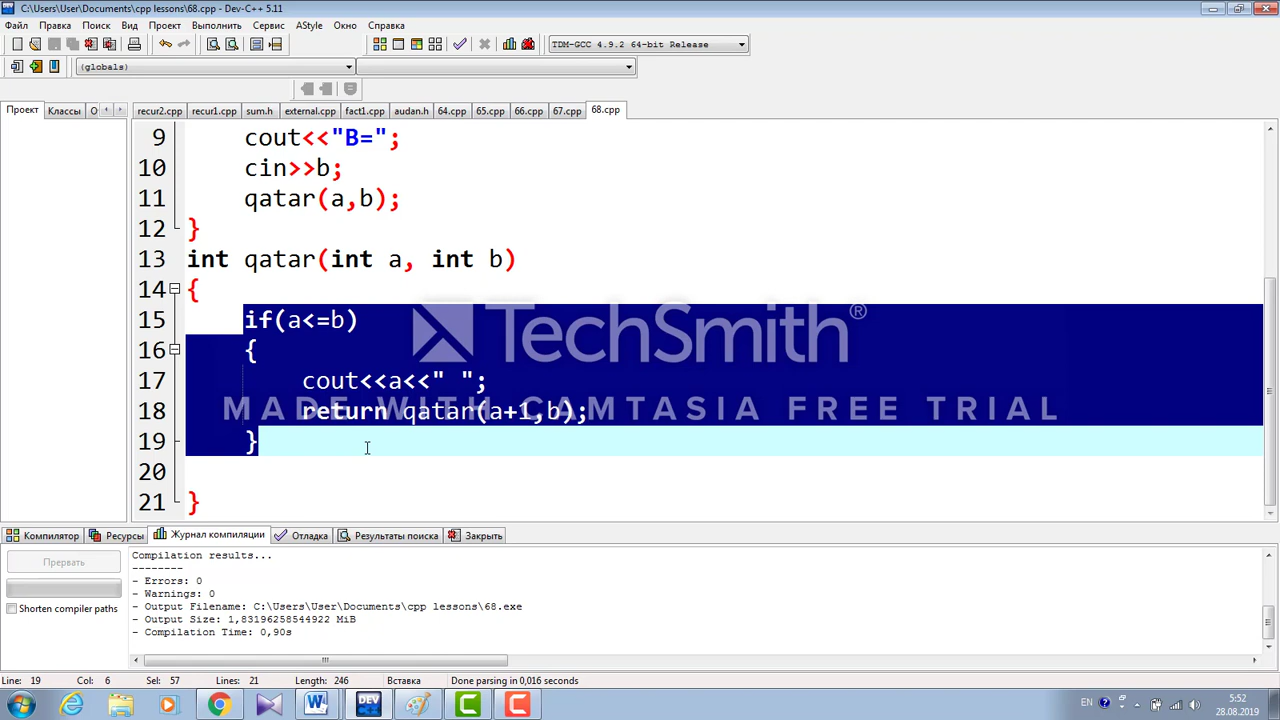 C:\Users\User\Documents\cpp lessons\68.cpp - Dev-C++ 5.11
Файл Правка Поиск Вид Проект Выполнить Сервис AStyle Окно Справка
TDM-GCC 4.9.2 64-bit Release
(globals)
Проект Классы О recur2.cpp recur1.cpp sum.h external.cpp fact1.cpp audan.h 64.cpp 65.cpp 66.cpp 67.cpp 68.cpp
9 cout<<"B=";
10 cin>>b;
11 qatar(a,b);
12 }
13 int qatar(int a, int b)
14 {
15 if(a<=b)
16 {
17 cout<<a<<" ";
18 return qatar(a+1,b);
19 }
20
21 }
TechSmith®
MADE WITH CAMTASIA FREE TRIAL
Компилятор Ресурсы Журнал компиляции Отладка Результаты поиска Закрыть
Прервать
Shorten compiler paths
Compilation results...
--------
- Errors: 0
- Warnings: 0
- Output Filename: C:\Users\User\Documents\cpp lessons\68.exe
- Output Size: 1,83196258544922 MiB
- Compilation Time: 0,90s
Line: 19 Col: 6 Sel: 57 Lines: 21 Length: 246 Вставка Done parsing in 0,016 seconds
EN 5:52
28.08.2019